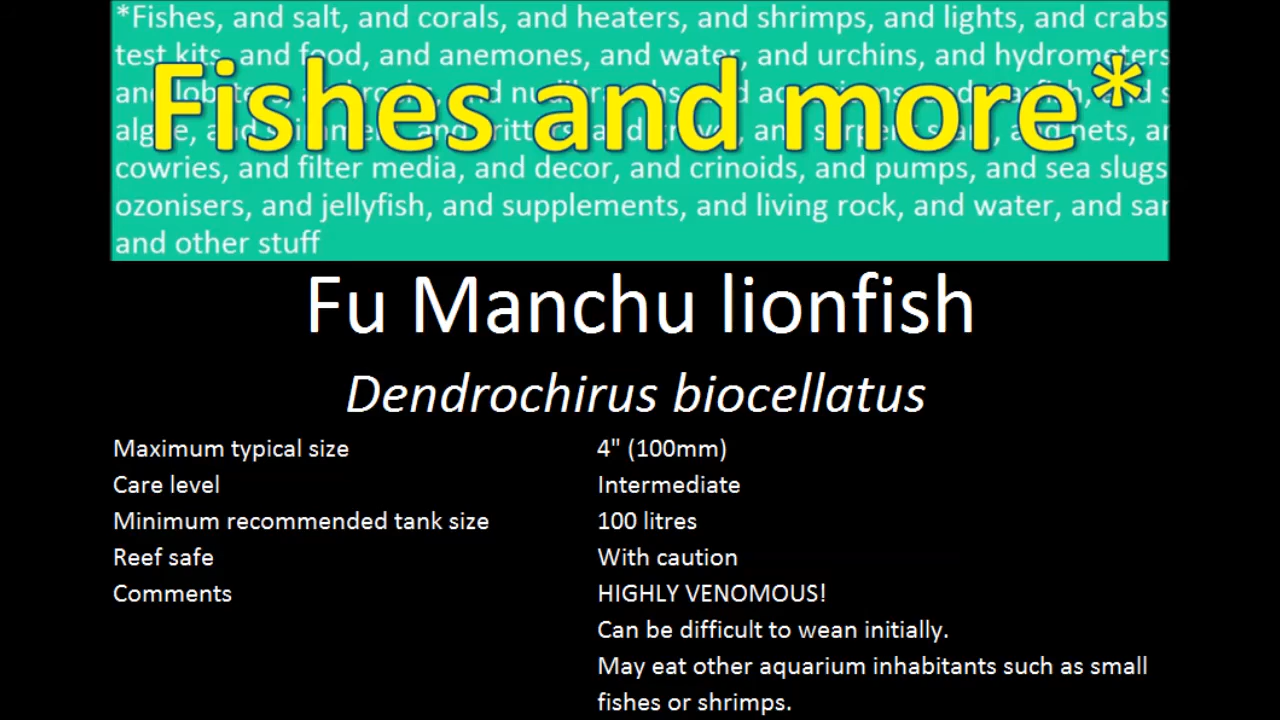 *Fishes, and salt, and corals, and heaters, and shrimps, and lights, and crabs
test kits, and food, and anemones, and water, and urchins, and hydrometers
Fishes and more*
cowries, and filter media, and decor, and crinoids, and pumps, and sea slugs
ozonisers, and jellyfish, and supplements, and living rock, and water, and
and other stuff
Fu Manchu lionfish
Dendrochirus biocellatus
Maximum typical size 4" (100mm)
Care level Intermediate
Minimum recommended tank size 100 litres
Reef safe With caution
Comments HIGHLY VENOMOUS!
Can be difficult to wean initially.
May eat other aquarium inhabitants such as small
fishes or shrimps.